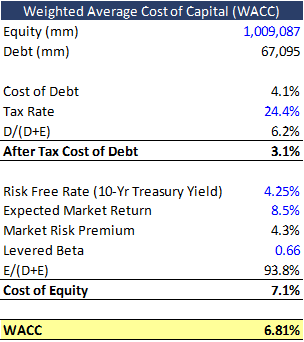 Weighted Average Cost of Capital (WACC)
Equity (mm) 1,009,087
Debt (mm) 67,095
Cost of Debt 4.1%
Tax Rate 24.4%
D/(D+E) 6.2%
After Tax Cost of Debt 3.1%
Risk Free Rate (10-Yr Treasury Yield) 4.25%
Expected Market Return 8.5%
Market Risk Premium 4.3%
Levered Beta 0.66
E/(D+E) 93.8%
Cost of Equity 7.1%
WACC 6.81%